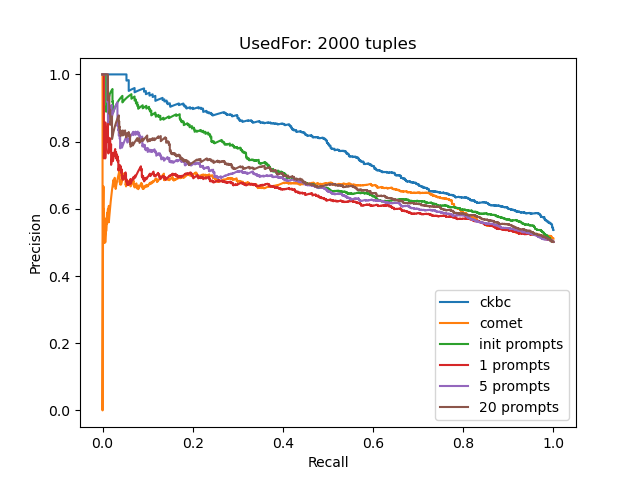 UsedFor: 2000 tuples
1.0
0.8
0.6
0.4
0.2
0.0
Precision
0.0 0.2 0.4 0.6 0.8 1.0
Recall
ckbc
comet
init prompts
1 prompts
5 prompts
20 prompts